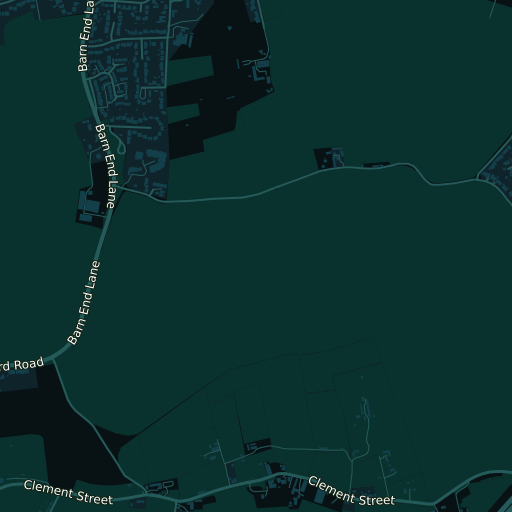 Barn End La
Barn End Lane
Barn End Lane
rd Road
Clement Street
Clement Street